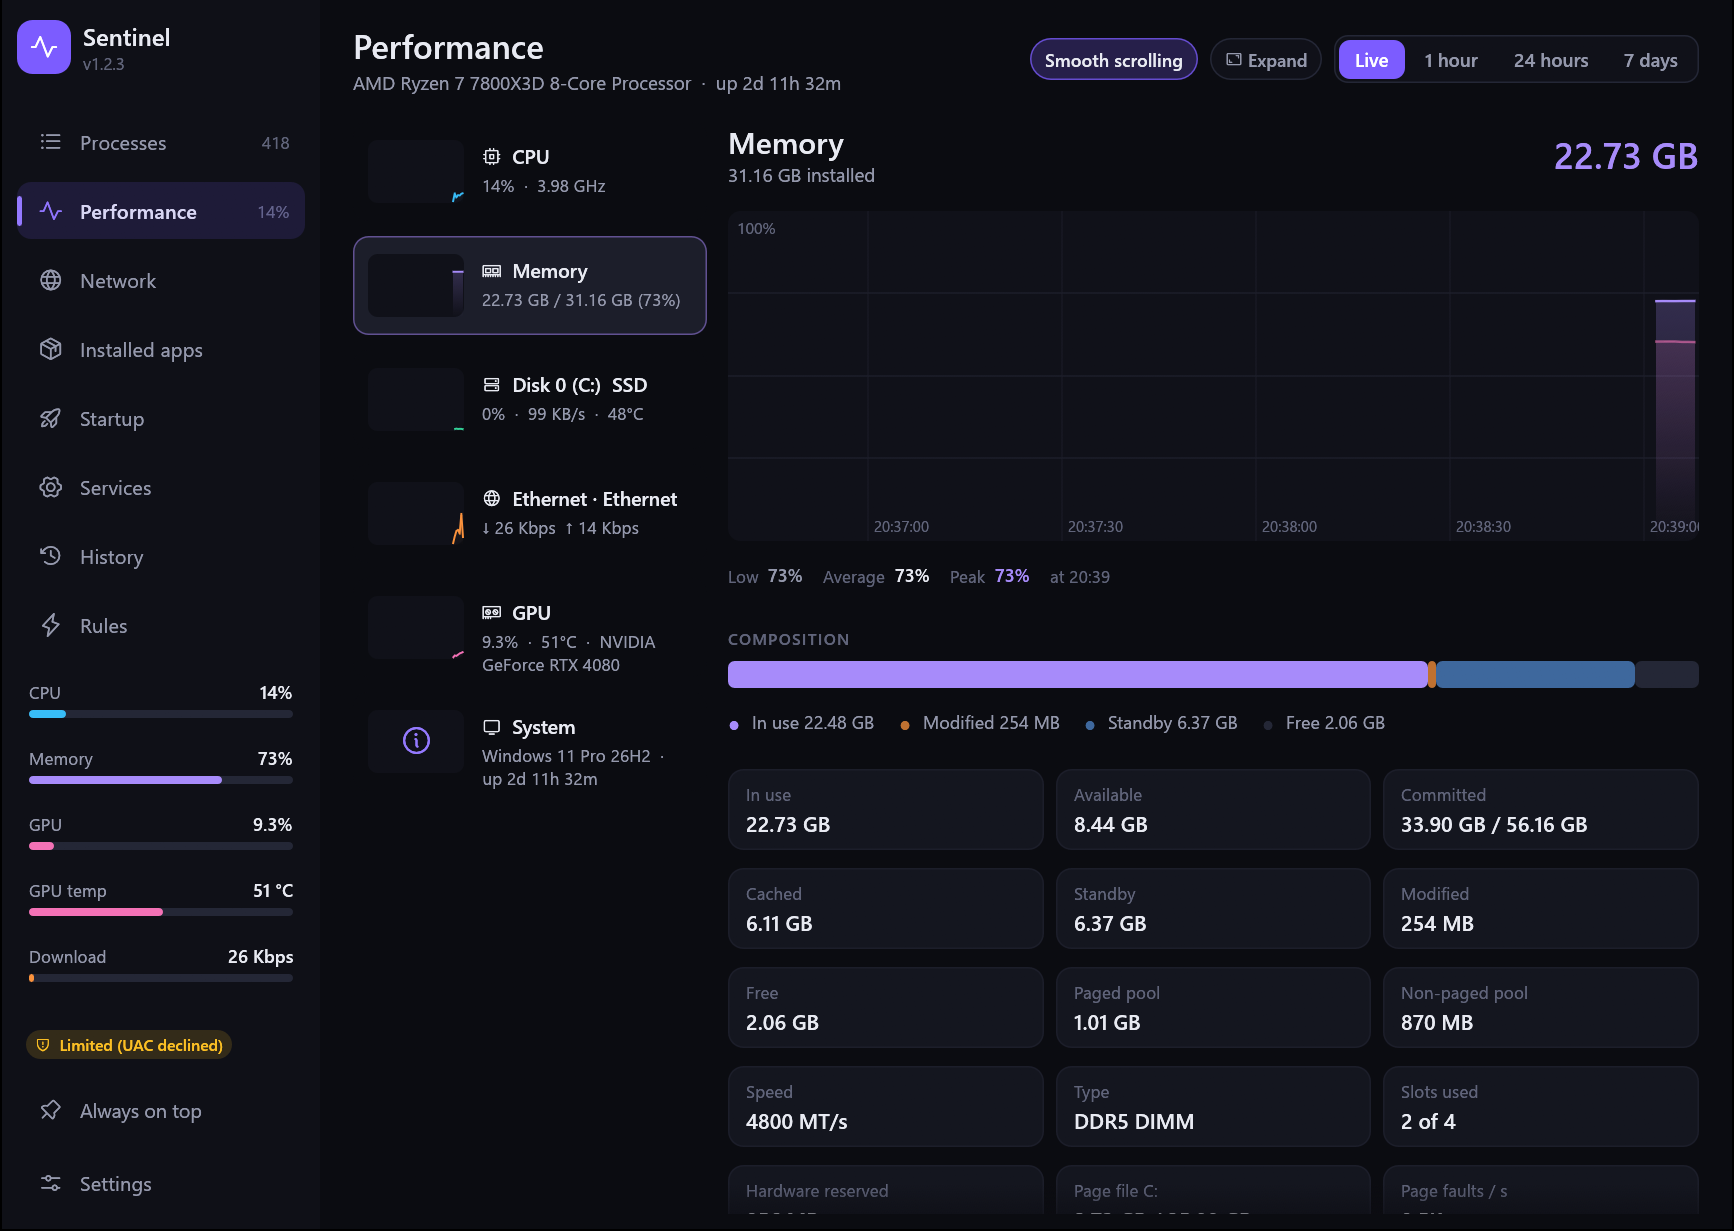 Sentinel
v1.2.3
Processes 418
Performance 14%
Network
Installed apps
Startup
Services
History
Rules
CPU 14%
Memory 73%
GPU 9.3%
GPU temp 51 °C
Download 26 Kbps
Limited (UAC declined)
Always on top
Settings
Performance
AMD Ryzen 7 7800X3D 8-Core Processor · up 2d 11h 32m
Smooth scrolling
Expand
Live 1 hour 24 hours 7 days
CPU
14% · 3.98 GHz
Memory
22.73 GB / 31.16 GB (73%)
Disk 0 (C:) SSD
0% · 99 KB/s · 48°C
Ethernet · Ethernet
↓ 26 Kbps ↑ 14 Kbps
GPU
9.3% · 51°C · NVIDIA
GeForce RTX 4080
System
Windows 11 Pro 26H2 ·
up 2d 11h 32m
Memory
31.16 GB installed
22.73 GB
100%
20:37:00 20:37:30 20:38:00 20:38:30 20:39:00
Low 73% Average 73% Peak 73% at 20:39
COMPOSITION
In use 22.48 GB Modified 254 MB Standby 6.37 GB Free 2.06 GB
In use
22.73 GB
Available
8.44 GB
Committed
33.90 GB / 56.16 GB
Cached
6.11 GB
Standby
6.37 GB
Modified
254 MB
Free
2.06 GB
Paged pool
1.01 GB
Non-paged pool
870 MB
Speed
4800 MT/s
Type
DDR5 DIMM
Slots used
2 of 4
Hardware reserved
Page file C:
Page faults / s